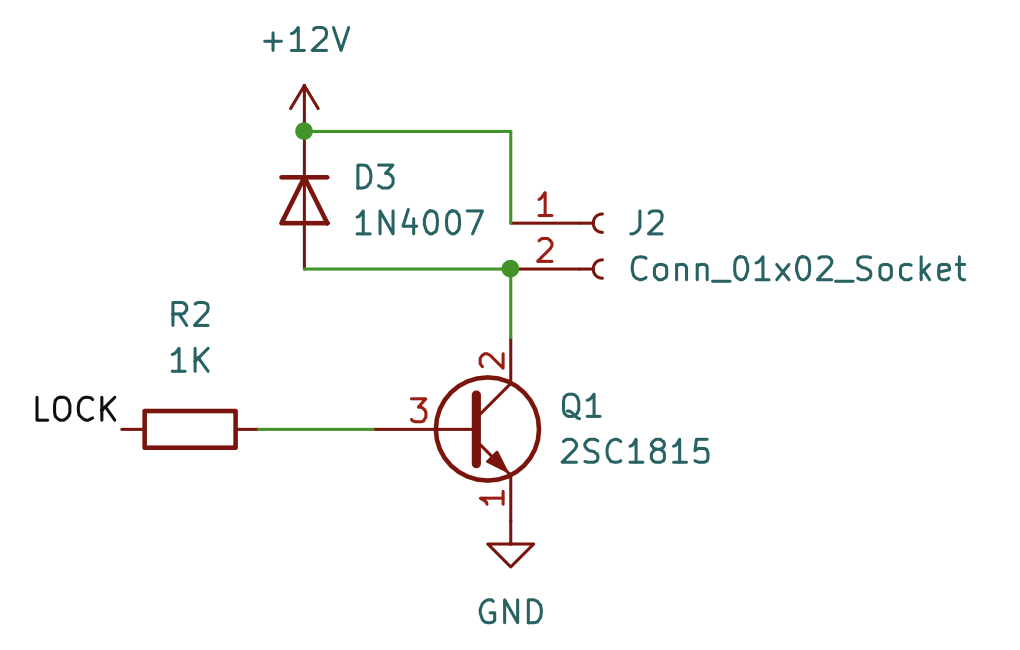 +12V
D3
1N4007
1
J2
2
Conn_01x02_Socket
R2
1K
2
LOCK
3
Q1
2SC1815
1
GND